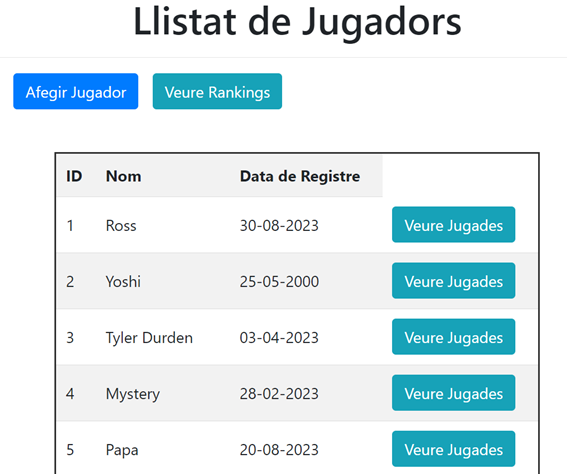 Llistat de Jugadors
Afegir Jugador Veure Rankings
ID Nom Data de Registre
1 Ross 30-08-2023 Veure Jugades
2 Yoshi 25-05-2000 Veure Jugades
3 Tyler Durden 03-04-2023 Veure Jugades
4 Mystery 28-02-2023 Veure Jugades
5 Papa 20-08-2023 Veure Jugades